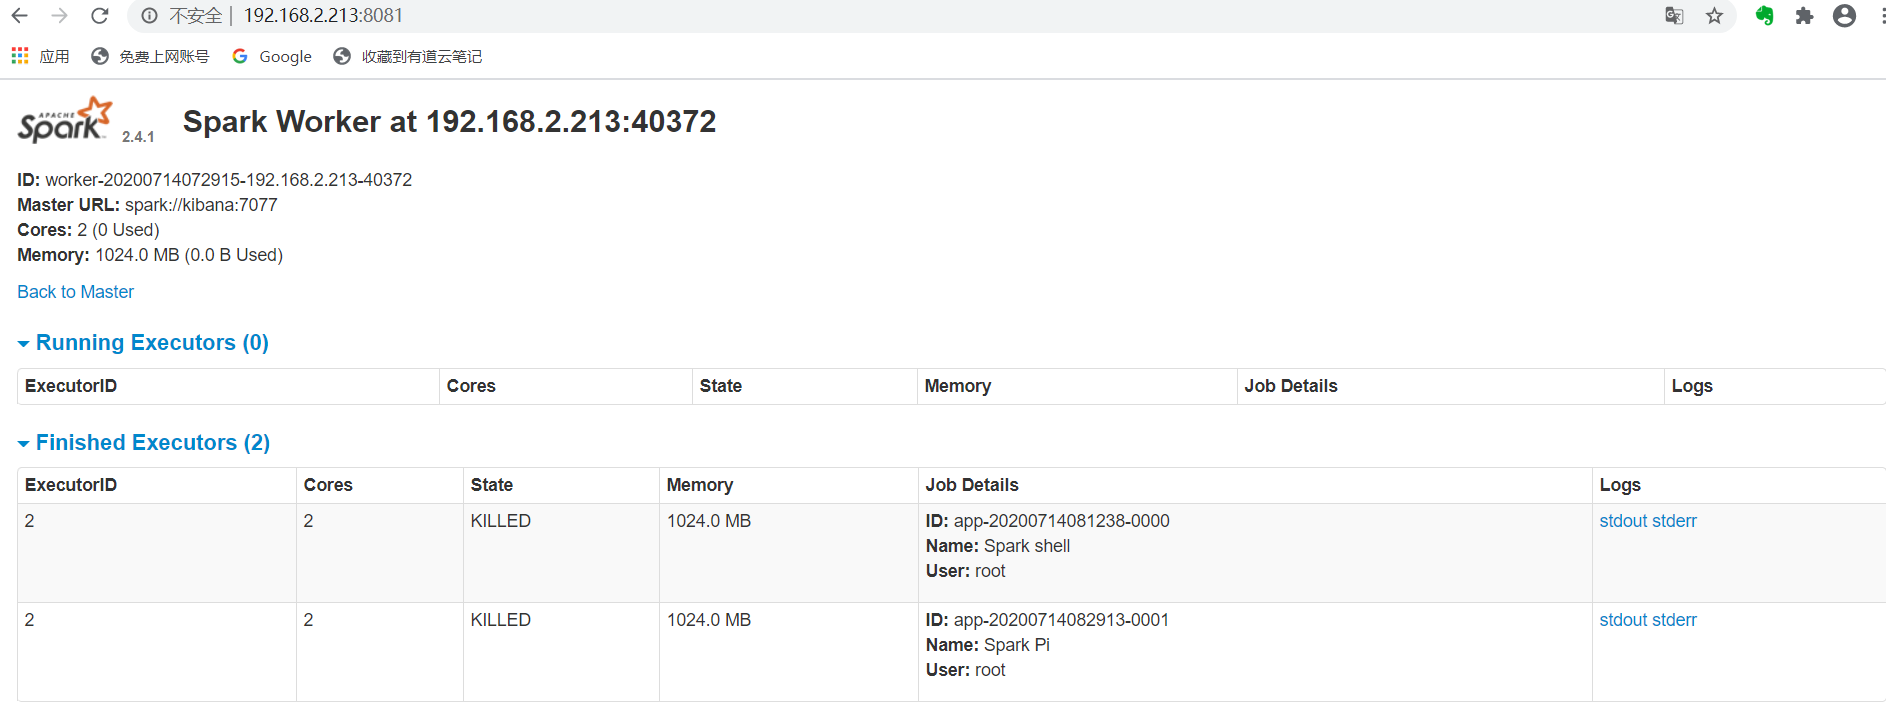 不安全 | 192.168.2.213:8081
应用 免费上网账号 Google 收藏到有道云笔记
APACHE Spark 2.4.1 Spark Worker at 192.168.2.213:40372
ID: worker-20200714072915-192.168.2.213-40372
Master URL: spark://kibana:7077
Cores: 2 (0 Used)
Memory: 1024.0 MB (0.0 B Used)
Back to Master
Running Executors (0)
ExecutorID Cores State Memory Job Details Logs
Finished Executors (2)
ExecutorID Cores State Memory Job Details Logs
2 2 KILLED 1024.0 MB ID: app-20200714081238-0000 stdout stderr
Name: Spark shell
User: root
2 2 KILLED 1024.0 MB ID: app-20200714082913-0001 stdout stderr
Name: Spark Pi
User: root